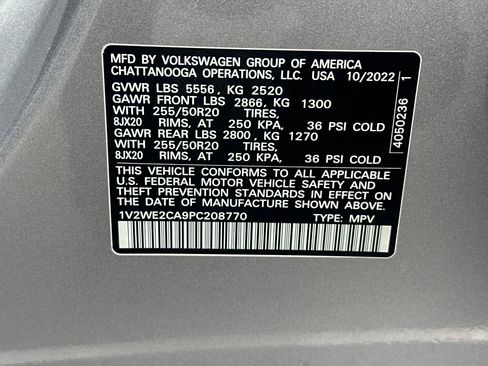 MFD BY VOLKSWAGEN GROUP OF AMERICA
CHATTANOOGA OPERATIONS, LLC. USA 10/2022
GVWR LBS 5556, KG 2520
GAWR FRONT LBS 2866, KG 1300
WITH 255/50R20 TIRES,
8JX20 RIMS, AT 250 KPA, 36 PSI COLD
GAWR REAR LBS 2800, KG 1270
WITH 255/50R20 TIRES,
8JX20 RIMS, AT 250 KPA, 36 PSI COLD
THIS VEHICLE CONFORMS TO ALL APPLICABLE
U.S. FEDERAL MOTOR VEHICLE SAFETY AND
THEFT PREVENTION STANDARDS IN EFFECT ON
THE DATE OF MANUFACTURE SHOWN ABOVE.
1V2WE2CA9PC208770 TYPE: MPV
4050236 1